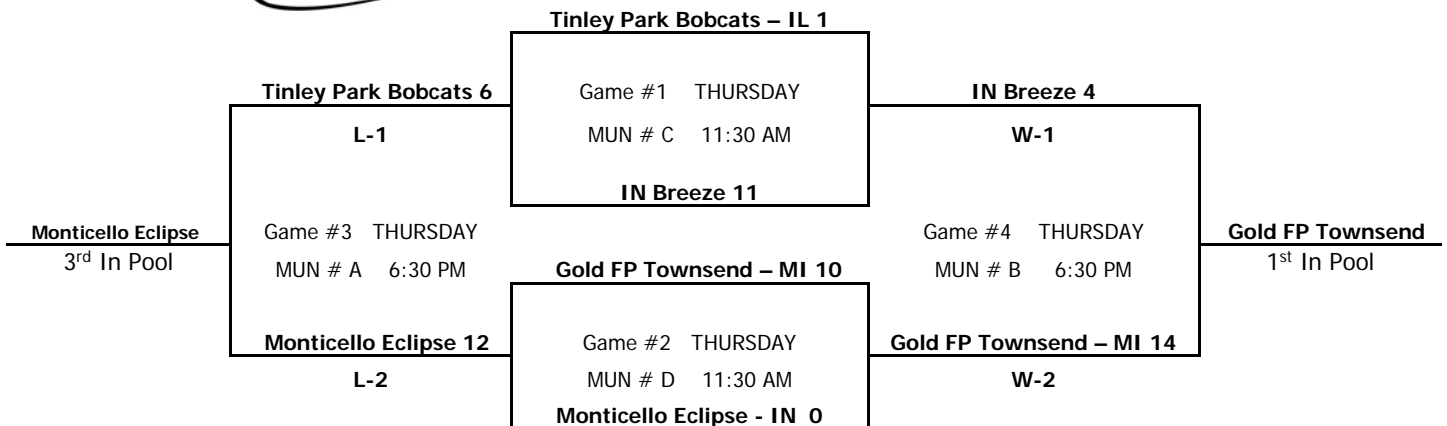 Tinley Park Bobcats – IL 1
Tinley Park Bobcats 6
Game #1 THURSDAY
IN Breeze 4
L-1
MUN # C 11:30 AM
W-1
IN Breeze 11
Monticello Eclipse
Game #3 THURSDAY
Game #4 THURSDAY
Gold FP Townsend
3rd In Pool
MUN # A 6:30 PM
Gold FP Townsend – MI 10
MUN # B 6:30 PM
1st In Pool
Monticello Eclipse 12
Game #2 THURSDAY
Gold FP Townsend – MI 14
L-2
MUN # D 11:30 AM
W-2
Monticello Eclipse - IN 0